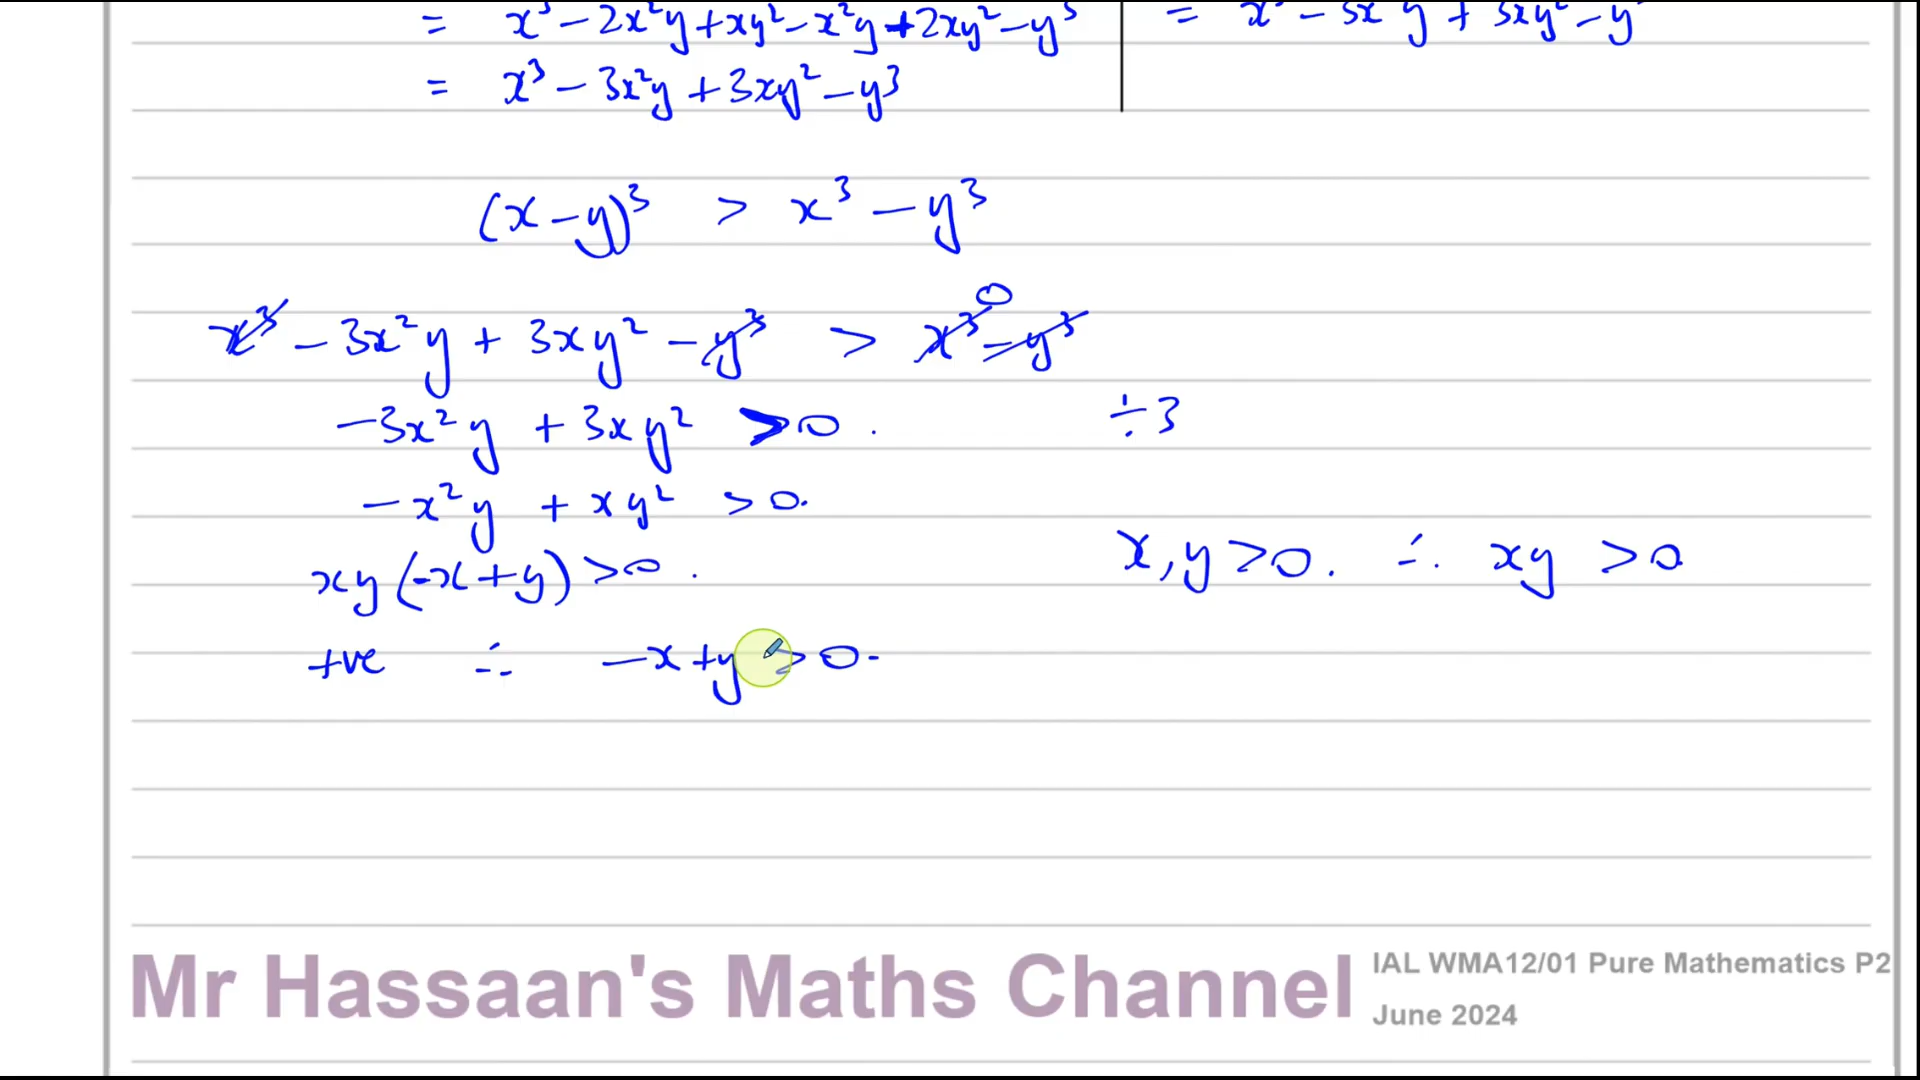 = x³ − 2x²y + xy² − x²y + 2xy² − y³
= x³ − 3x²y + 3xy² − y³
= x³ − 3x²y + 3xy² − y³
(x − y)³ > x³ − y³
0
x³ − 3x²y + 3xy² − y³ > x³ − y³
−3x²y + 3xy² > 0. ÷3
−x²y + xy² > 0.
xy(−x + y) > 0. x, y > 0. ∴ xy > 0
+ve ∴ −x + y > 0.
Mr Hassaan's Maths Channel
IAL WMA12/01 Pure Mathematics P2
June 2024